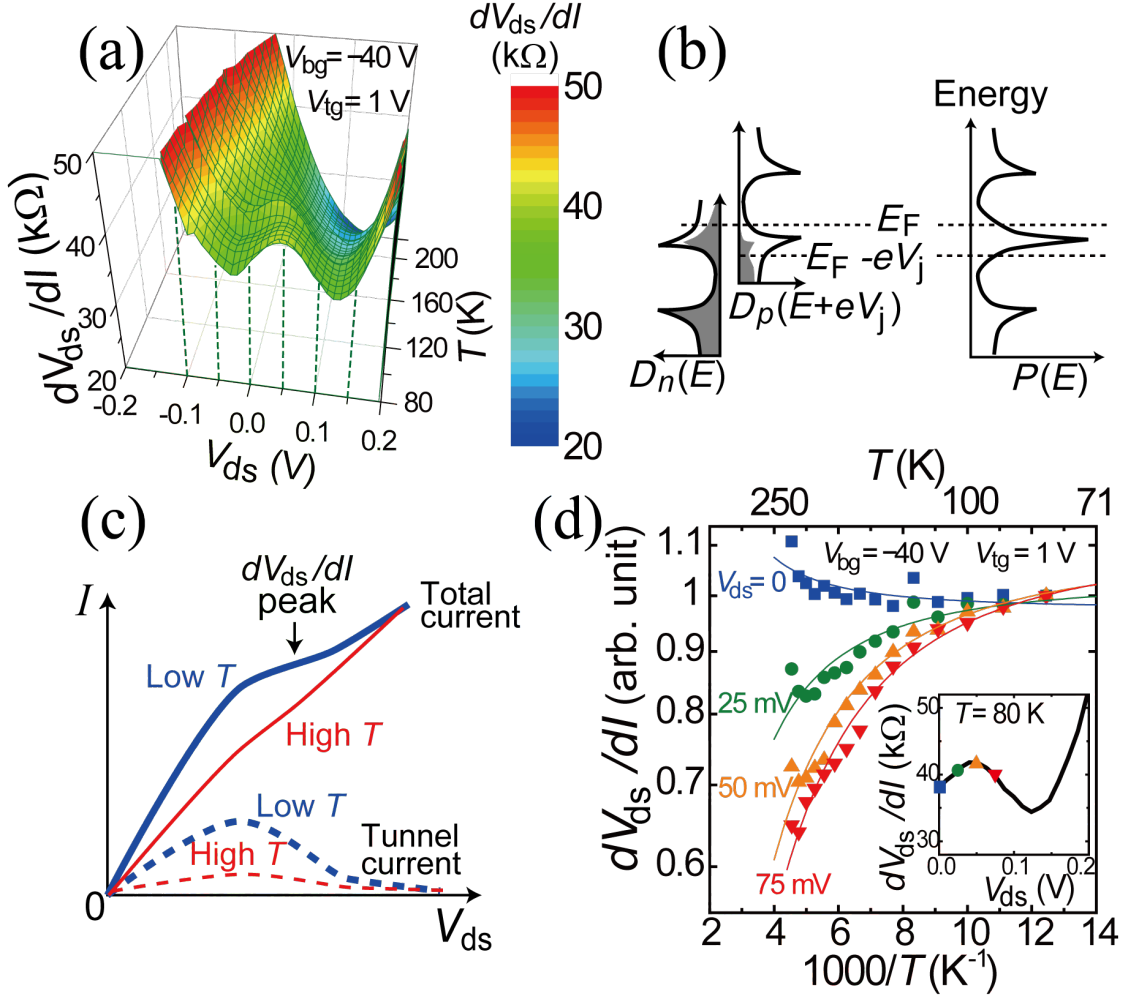 (a)
V_bg = −40 V
V_tg = 1 V
dV_ds/dI (kΩ)
50
40
30
20
-0.2
-0.1
0.0
0.1
0.2
V_ds (V)
80
120
160
200
T (K)
dV_ds/dI
(kΩ)
50
40
30
20
(b)
Energy
E_F
E_F -eV_j
D_p(E+eV_j)
D_n(E)
P(E)
(c)
I
dV_ds/dI
peak
Total
current
Low T
High T
Low T
High T
Tunnel
current
0
V_ds
(d)
T (K)
250
100
71
dV_ds/dI (arb. unit)
1.1
1
0.9
0.8
0.7
0.6
V_bg = −40 V
V_tg = 1 V
V_ds = 0
25 mV
50 mV
75 mV
T = 80 K
dV_ds/dI (kΩ)
50
40
30
0.0
0.1
0.2
V_ds (V)
2
4
6
8
10
12
14
1000/T (K⁻¹)